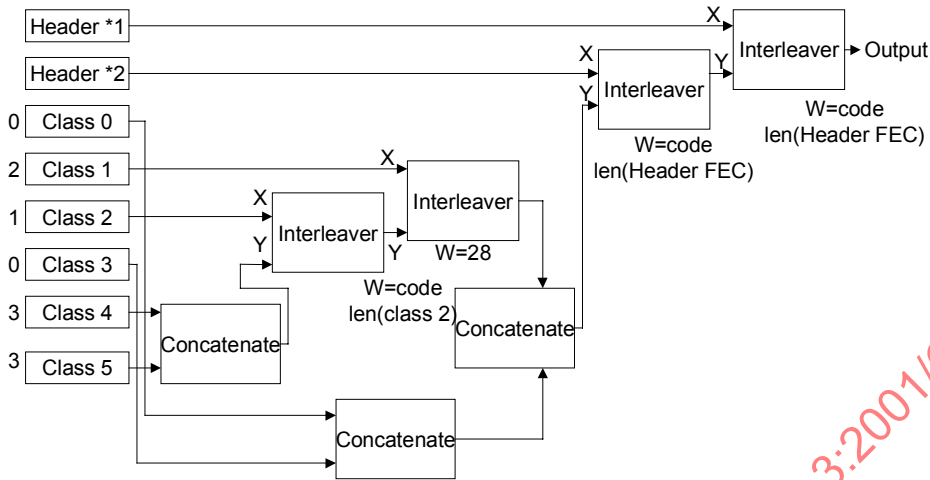 Header *1
X
Interleaver
Output
Header *2
X
Y
Interleaver
Y
W=code
len(Header FEC)
0
Class 0
W=code
len(Header FEC)
2
Class 1
X
Interleaver
1
Class 2
X
Y
Interleaver
Y
W=28
0
Class 3
W=code
len(class 2)
3
Class 4
Concatenate
Concatenate
3
Class 5
Concatenate
3:2001/